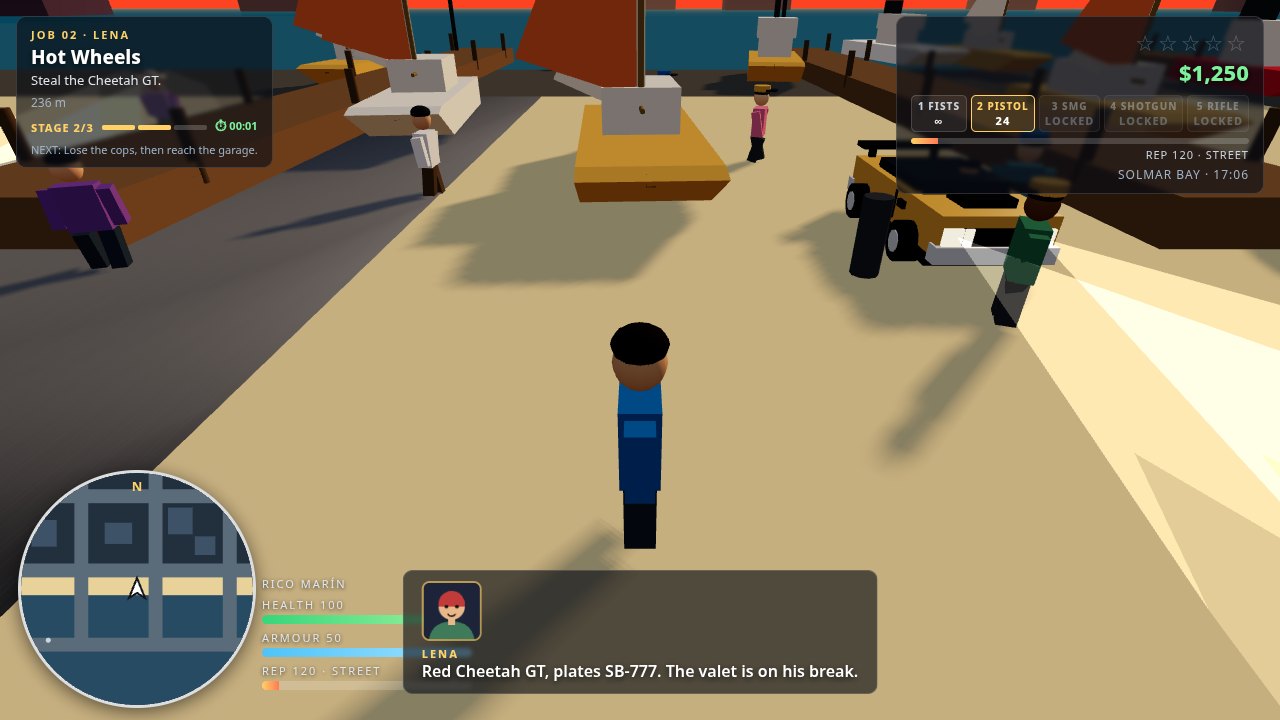 JOB 02 · LENA
Hot Wheels
Steal the Cheetah GT.
236 m
STAGE 2/3 ⏱ 00:01
NEXT: Lose the cops, then reach the garage.
☆☆☆☆☆
$1,250
1 FISTS 2 PISTOL 3 SMG 4 SHOTGUN 5 RIFLE
∞ 24 LOCKED LOCKED LOCKED
REP 120 · STREET
SOLMAR BAY · 17:06
N
RICO MARÍN
HEALTH 100
ARMOUR 50
REP 120 · STREET
LENA
Red Cheetah GT, plates SB-777. The valet is on his break.